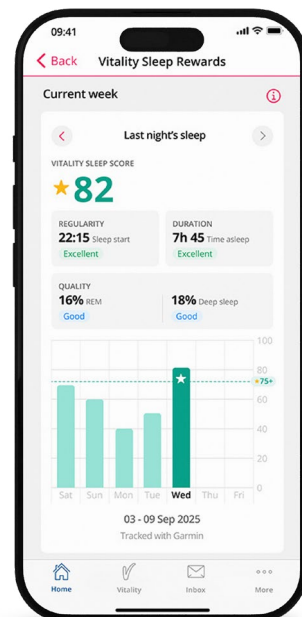 09:41
Back Vitality Sleep Rewards
Current week
Last night's sleep
VITALITY SLEEP SCORE
82
REGULARITY
22:15 Sleep start
Excellent
DURATION
7h 45 Time asleep
Excellent
QUALITY
16% REM
Good
18% Deep sleep
Good
100
80
75+
60
40
20
0
Sat Sun Mon Tue Wed Thu Fri
03 - 09 Sep 2025
Tracked with Garmin
Home Vitality Inbox More